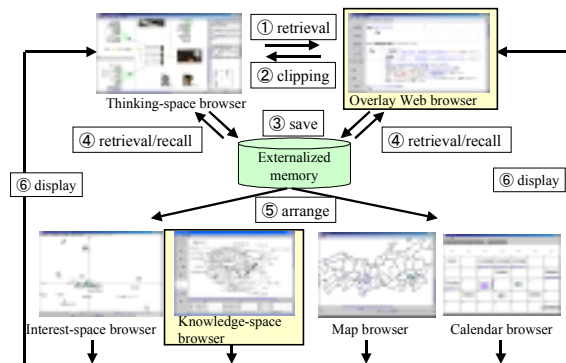 ① retrieval
② clipping
Thinking-space browser
Overlay Web browser
③ save
④ retrieval/recall
④ retrieval/recall
Externalized
memory
⑥ display
⑥ display
⑤ arrange
Interest-space browser
Knowledge-space
browser
Map browser
Calendar browser